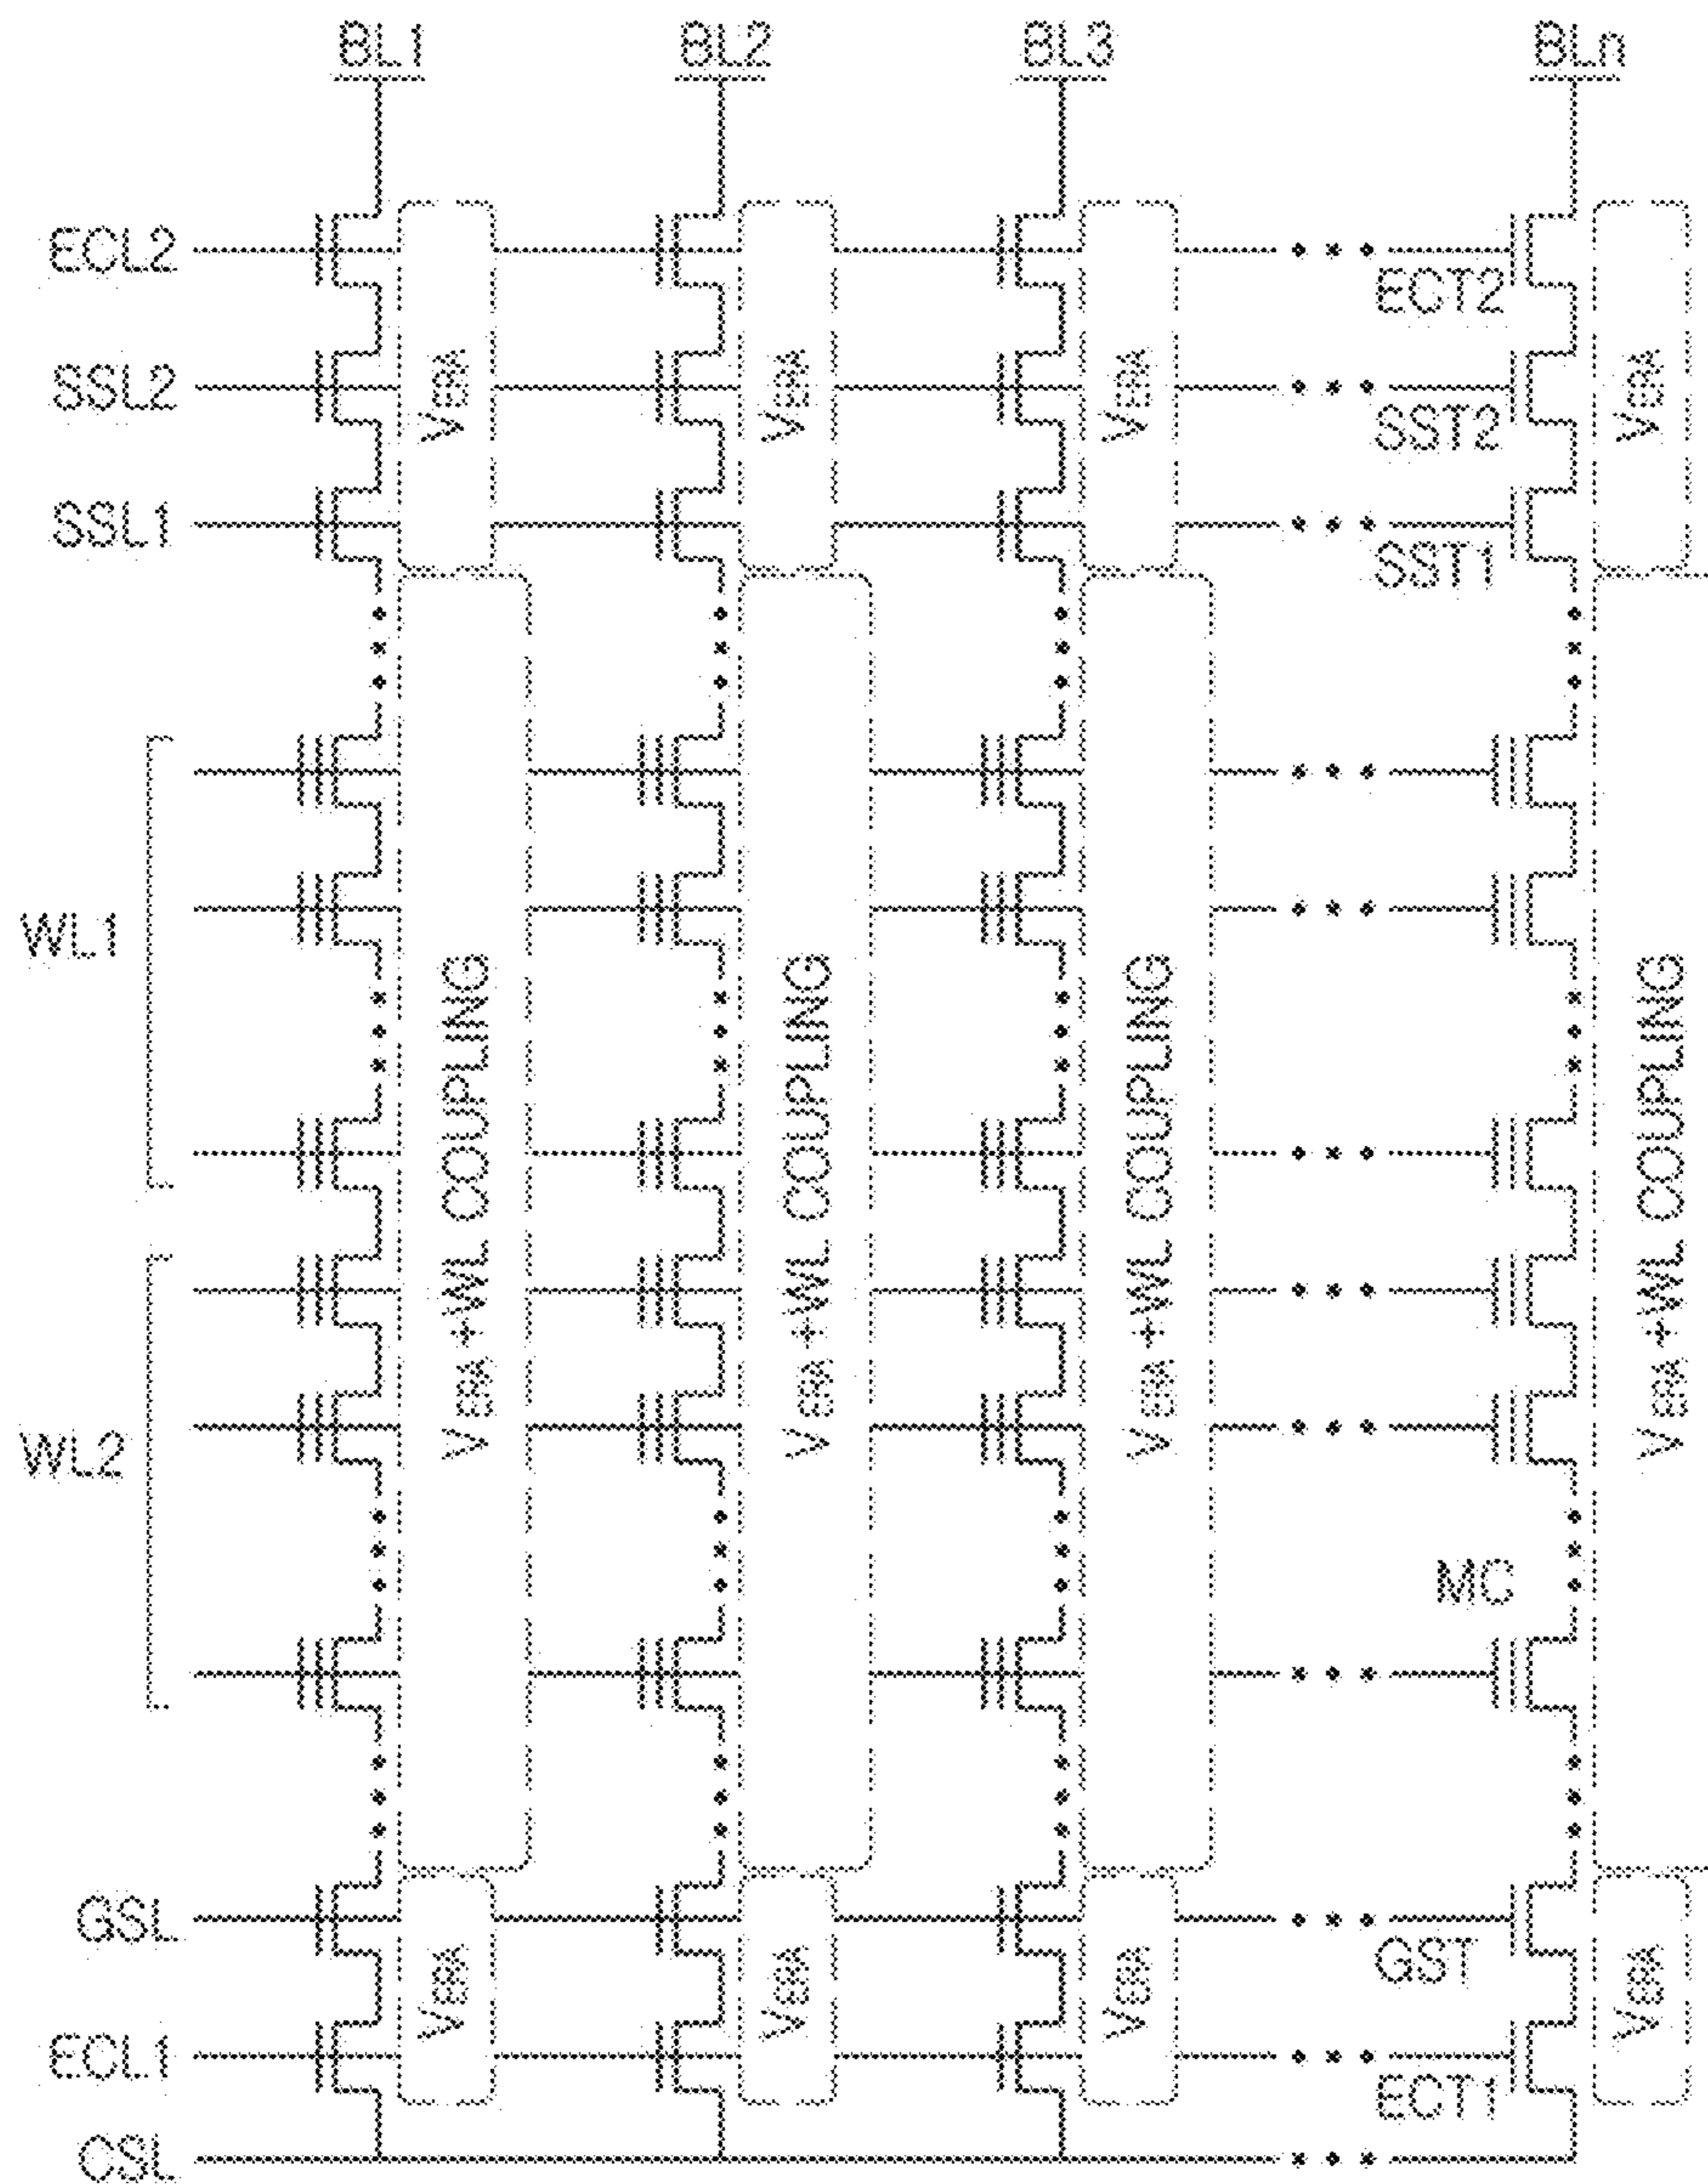 BL1 BL2 BL3 BLn
ECL2
ECT2
SSL2
VERA VERA VERA VERA
SST2
SSL1
SST1
WL1
VERA +WL COUPLING VERA +WL COUPLING VERA +WL COUPLING VERA +WL COUPLING
WL2
MC
GSL
GST
VERA VERA VERA VERA
ECL1
ECT1
CSL